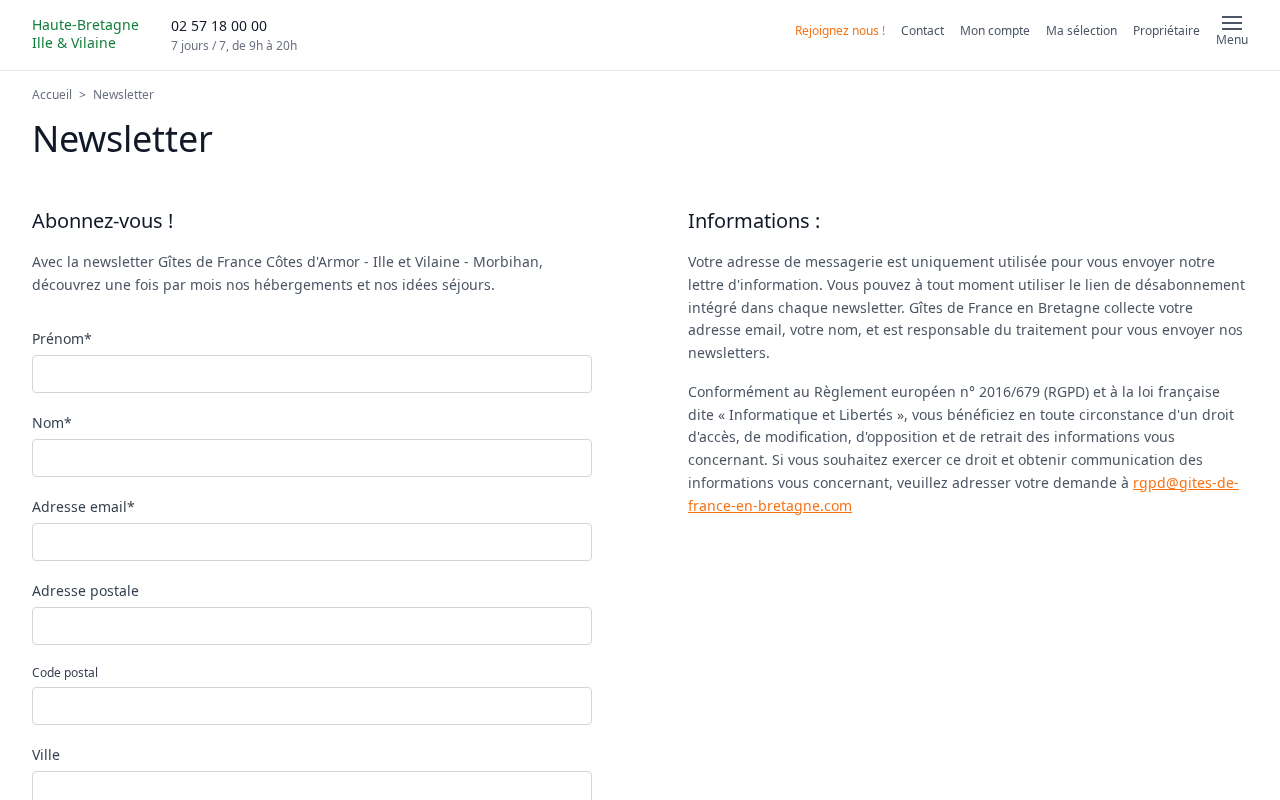 Haute-Bretagne
Ille & Vilaine
02 57 18 00 00
7 jours / 7, de 9h à 20h
Rejoignez nous !
Contact
Mon compte
Ma sélection
Propriétaire
Menu
Accueil > Newsletter
Newsletter
Abonnez-vous !
Avec la newsletter Gîtes de France Côtes d'Armor - Ille et Vilaine - Morbihan,
découvrez une fois par mois nos hébergements et nos idées séjours.
Prénom*
Nom*
Adresse email*
Adresse postale
Code postal
Ville
Informations :
Votre adresse de messagerie est uniquement utilisée pour vous envoyer notre
lettre d'information. Vous pouvez à tout moment utiliser le lien de désabonnement
intégré dans chaque newsletter. Gîtes de France en Bretagne collecte votre
adresse email, votre nom, et est responsable du traitement pour vous envoyer nos
newsletters.
Conformément au Règlement européen n° 2016/679 (RGPD) et à la loi française
dite « Informatique et Libertés », vous bénéficiez en toute circonstance d'un droit
d'accès, de modification, d'opposition et de retrait des informations vous
concernant. Si vous souhaitez exercer ce droit et obtenir communication des
informations vous concernant, veuillez adresser votre demande à rgpd@gites-de-
france-en-bretagne.com